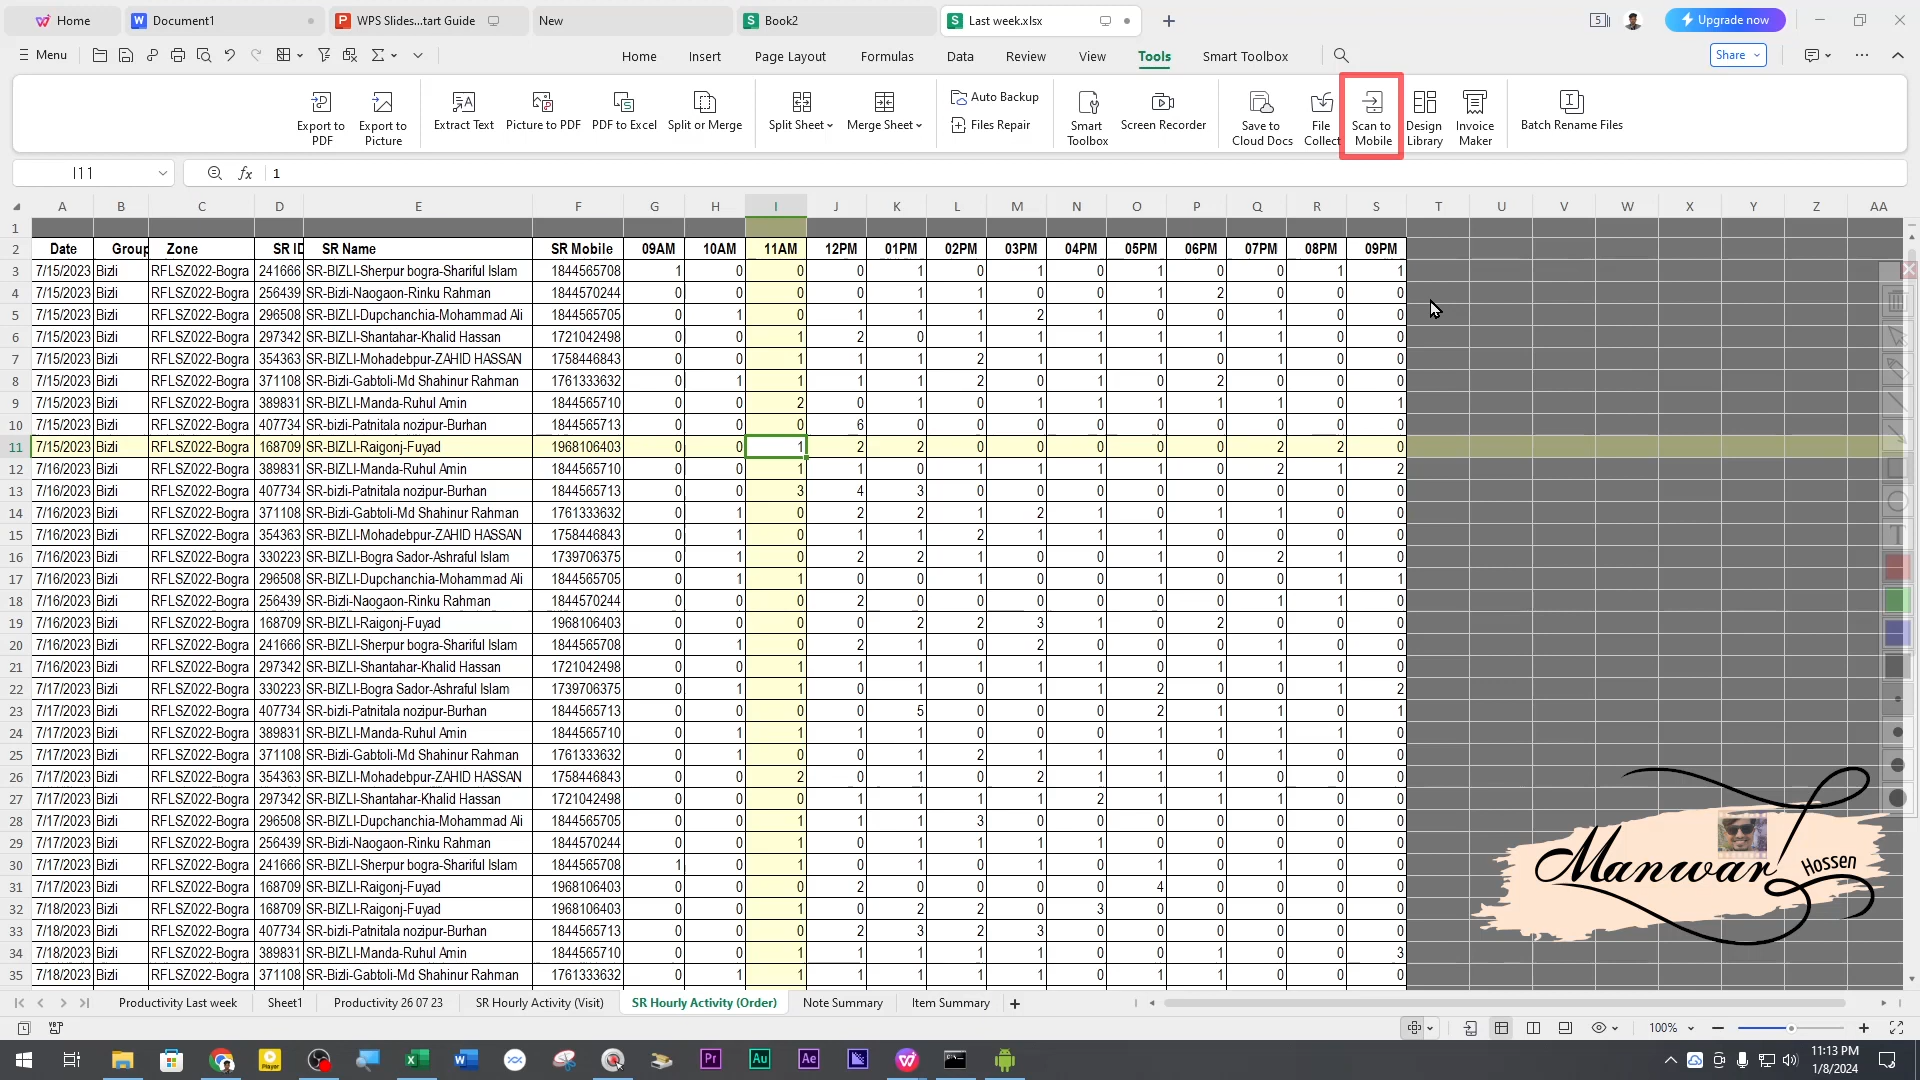 Home Document1 WPS Slides...tart Guide New Book2 Last week.xlsx + 5 Upgrade now
Menu Home Insert Page Layout Formulas Data Review View Tools Smart Toolbox Share
Export to PDF Export to Picture Extract Text Picture to PDF PDF to Excel Split or Merge Split Sheet Merge Sheet Auto Backup Files Repair Smart Toolbox Screen Recorder Save to Cloud Docs File Collect Scan to Mobile Design Library Invoice Maker Batch Rename Files
I11 fx 1
A B C D E F G H I J K L M N O P Q R S T U V W X Y Z AA
1
2 Date Group Zone SR ID SR Name SR Mobile 09AM 10AM 11AM 12PM 01PM 02PM 03PM 04PM 05PM 06PM 07PM 08PM 09PM
3 7/15/2023 Bizli RFLSZ022-Bogra 241666 SR-BIZLI-Sherpur bogra-Shariful Islam 1844565708 1 0 0 0 1 0 1 0 1 0 0 1 1
4 7/15/2023 Bizli RFLSZ022-Bogra 256439 SR-Bizli-Naogaon-Rinku Rahman 1844570244 0 0 0 0 1 1 0 0 1 2 0 0 0
5 7/15/2023 Bizli RFLSZ022-Bogra 296508 SR-BIZLI-Dupchanchia-Mohammad Ali 1844565705 0 1 0 1 1 1 2 1 0 0 1 0 0
6 7/15/2023 Bizli RFLSZ022-Bogra 297342 SR-BIZLI-Shantahar-Khalid Hassan 1721042498 0 0 1 2 0 1 1 1 1 1 1 0 0
7 7/15/2023 Bizli RFLSZ022-Bogra 354363 SR-BIZLI-Mohadebpur-ZAHID HASSAN 1758446843 0 0 1 1 1 2 1 1 1 0 1 0 0
8 7/15/2023 Bizli RFLSZ022-Bogra 371108 SR-Bizli-Gabtoli-Md Shahinur Rahman 1761333632 0 1 1 1 1 2 0 1 0 2 0 0 0
9 7/15/2023 Bizli RFLSZ022-Bogra 389831 SR-BIZLI-Manda-Ruhul Amin 1844565710 0 0 2 0 1 0 1 1 1 1 1 0 1
10 7/15/2023 Bizli RFLSZ022-Bogra 407734 SR-bizli-Patnitala nozipur-Burhan 1844565713 0 0 0 6 0 0 0 0 0 0 0 0 0
11 7/15/2023 Bizli RFLSZ022-Bogra 168709 SR-BIZLI-Raigonj-Fuyad 1968106403 0 0 1 2 2 0 0 0 0 0 2 2 0
12 7/16/2023 Bizli RFLSZ022-Bogra 389831 SR-BIZLI-Manda-Ruhul Amin 1844565710 0 0 1 1 0 1 1 1 1 0 2 1 2
13 7/16/2023 Bizli RFLSZ022-Bogra 407734 SR-bizli-Patnitala nozipur-Burhan 1844565713 0 0 3 4 3 0 0 0 0 0 0 0 0
14 7/16/2023 Bizli RFLSZ022-Bogra 371108 SR-Bizli-Gabtoli-Md Shahinur Rahman 1761333632 0 1 0 2 2 1 2 1 0 1 1 0 0
15 7/16/2023 Bizli RFLSZ022-Bogra 354363 SR-BIZLI-Mohadebpur-ZAHID HASSAN 1758446843 0 1 0 1 1 2 1 1 1 0 0 0 0
16 7/16/2023 Bizli RFLSZ022-Bogra 330223 SR-BIZLI-Bogra Sador-Ashraful Islam 1739706375 0 1 0 2 2 1 0 0 1 0 2 1 0
17 7/16/2023 Bizli RFLSZ022-Bogra 296508 SR-BIZLI-Dupchanchia-Mohammad Ali 1844565705 0 1 1 0 0 1 0 0 1 0 0 1 1
18 7/16/2023 Bizli RFLSZ022-Bogra 256439 SR-Bizli-Naogaon-Rinku Rahman 1844570244 0 0 0 2 0 0 0 0 0 0 1 1 0
19 7/16/2023 Bizli RFLSZ022-Bogra 168709 SR-BIZLI-Raigonj-Fuyad 1968106403 0 0 0 0 2 2 3 1 0 2 0 0 0
20 7/16/2023 Bizli RFLSZ022-Bogra 241666 SR-BIZLI-Sherpur bogra-Shariful Islam 1844565708 0 1 0 2 1 0 2 0 0 0 1 0 0
21 7/16/2023 Bizli RFLSZ022-Bogra 297342 SR-BIZLI-Shantahar-Khalid Hassan 1721042498 0 0 1 1 1 1 1 1 1 0 1 0 0
22 7/17/2023 Bizli RFLSZ022-Bogra 330223 SR-BIZLI-Bogra Sador-Ashraful Islam 1739706375 0 1 1 0 1 0 1 1 2 0 0 1 2
23 7/17/2023 Bizli RFLSZ022-Bogra 407734 SR-bizli-Patnitala nozipur-Burhan 1844565713 0 0 0 0 5 0 0 0 2 1 1 0 1
24 7/17/2023 Bizli RFLSZ022-Bogra 389831 SR-BIZLI-Manda-Ruhul Amin 1844565710 0 0 1 1 1 0 0 0 1 1 1 1 0
25 7/17/2023 Bizli RFLSZ022-Bogra 371108 SR-Bizli-Gabtoli-Md Shahinur Rahman 1761333632 0 1 0 0 1 2 1 1 1 0 1 0 0
26 7/17/2023 Bizli RFLSZ022-Bogra 354363 SR-BIZLI-Mohadebpur-ZAHID HASSAN 1758446843 0 0 2 0 1 0 2 1 1 1 0 0 0
27 7/17/2023 Bizli RFLSZ022-Bogra 297342 SR-BIZLI-Shantahar-Khalid Hassan 1721042498 0 0 0 1 1 1 1 2 1 1 1 0 0
28 7/17/2023 Bizli RFLSZ022-Bogra 296508 SR-BIZLI-Dupchanchia-Mohammad Ali 1844565705 0 0 1 1 1 3 0 0 0 0 0 0 0
29 7/17/2023 Bizli RFLSZ022-Bogra 256439 SR-Bizli-Naogaon-Rinku Rahman 1844570244 0 0 1 0 1 1 1 1 0 0 0 0 0
30 7/17/2023 Bizli RFLSZ022-Bogra 241666 SR-BIZLI-Sherpur bogra-Shariful Islam 1844565708 1 0 1 0 1 0 1 0 1 0 1 0 0
31 7/17/2023 Bizli RFLSZ022-Bogra 168709 SR-BIZLI-Raigonj-Fuyad 1968106403 0 0 0 2 0 0 0 0 4 0 0 0 0
32 7/18/2023 Bizli RFLSZ022-Bogra 168709 SR-BIZLI-Raigonj-Fuyad 1968106403 0 0 1 0 2 2 0 3 0 0 0 0 0
33 7/18/2023 Bizli RFLSZ022-Bogra 407734 SR-bizli-Patnitala nozipur-Burhan 1844565713 0 0 0 2 3 2 3 0 0 0 0 0 0
34 7/18/2023 Bizli RFLSZ022-Bogra 389831 SR-BIZLI-Manda-Ruhul Amin 1844565710 0 0 1 1 1 1 1 0 0 1 0 0 3
35 7/18/2023 Bizli RFLSZ022-Bogra 371108 SR-Bizli-Gabtoli-Md Shahinur Rahman 1761333632 0 1 1 1 1 1 1 0 1 1 0 0 0
Manwar Hossen
Productivity Last week Sheet1 Productivity 26 07 23 SR Hourly Activity (Visit) SR Hourly Activity (Order) Note Summary Item Summary +
100%
Pr Au Ae
11:13 PM
1/8/2024